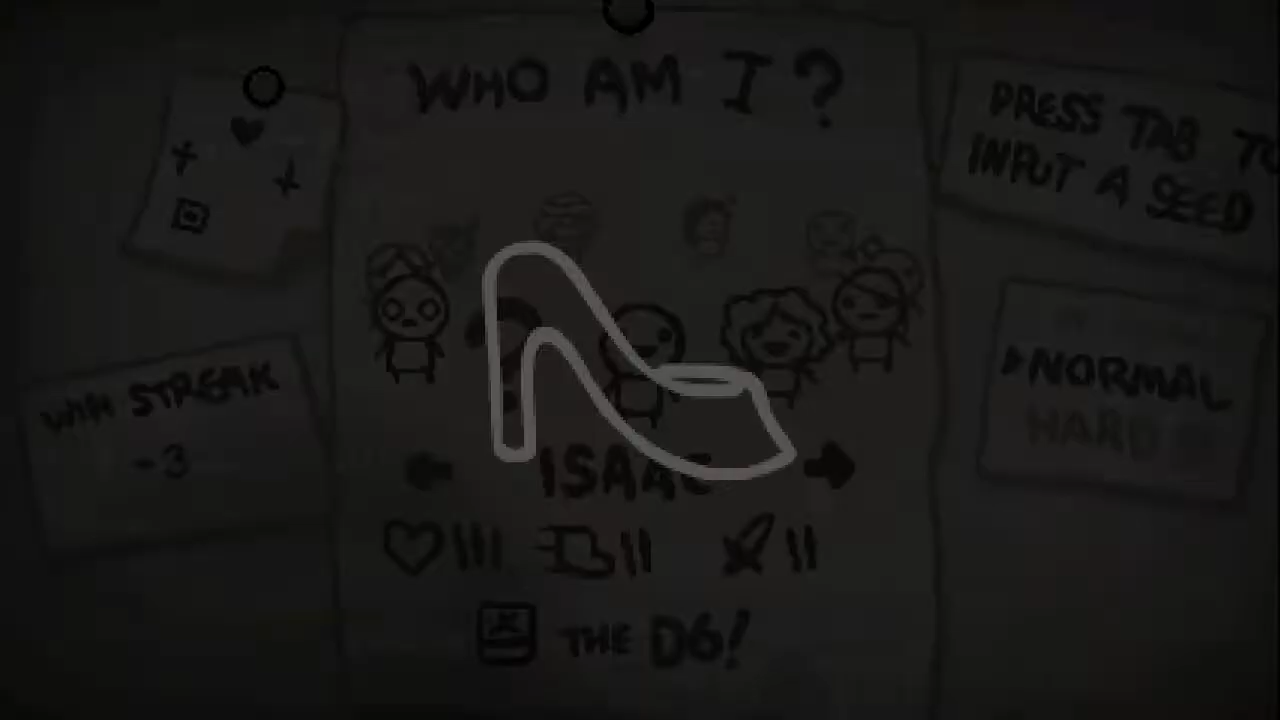 WHO AM I?
PRESS TAB TO
INPUT A SEED
WIN STREAK
-3
NORMAL
HARD
ISAAC
THE D6!